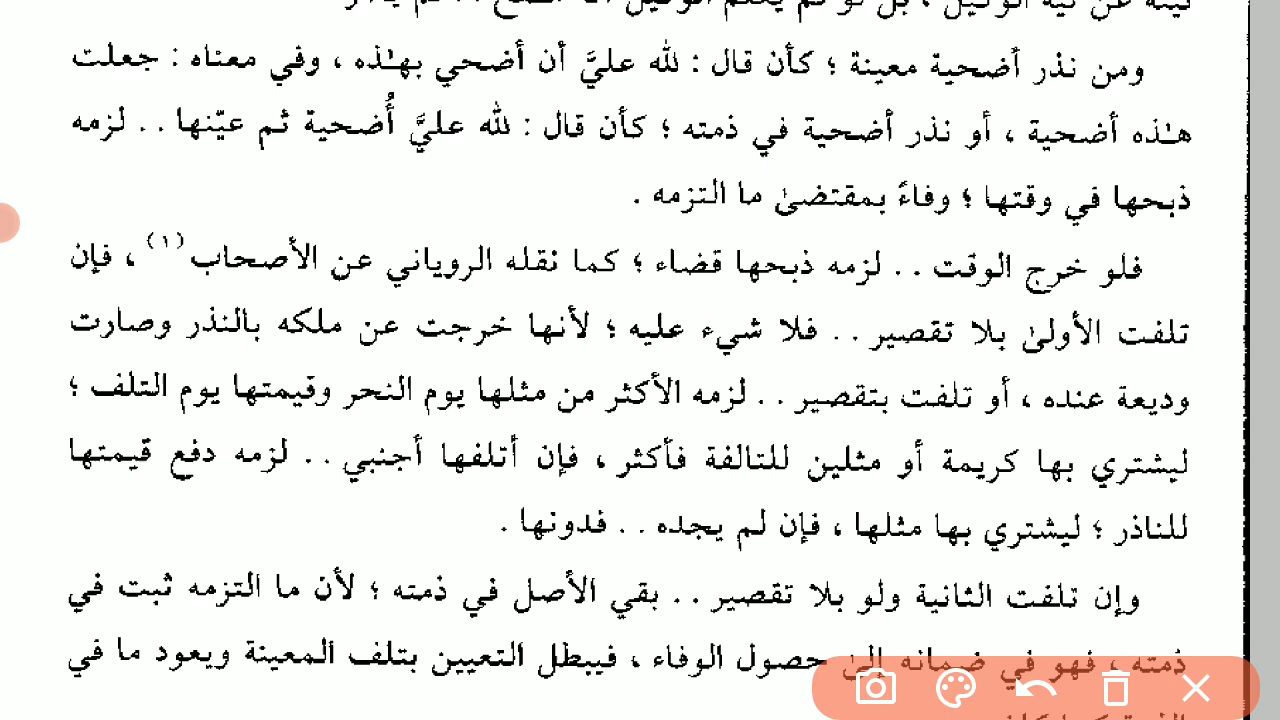 ومن نذر أضحية معينة ؛ كأن قال : لله عليَّ أن أضحي بهـٰذه ، وفي معناه : جعلت
هـٰذه أضحية ، أو نذر أضحية في ذمته ؛ كأن قال : لله عليَّ أُضحية ثم عيّنها . . لزمه
ذبحها في وقتها ؛ وفاءً بمقتضىٰ ما التزمه .
فلو خرج الوقت . . لزمه ذبحها قضاء ؛ كما نقله الروياني عن الأصحاب (١) ، فإن
تلفت الأولىٰ بلا تقصير . . فلا شيء عليه ؛ لأنها خرجت عن ملكه بالنذر وصارت
وديعة عنده ، أو تلفت بتقصير . . لزمه الأكثر من مثلها يوم النحر وقيمتها يوم التلف ؛
ليشتري بها كريمة أو مثلين للتالفة فأكثر ، فإن أتلفها أجنبي . . لزمه دفع قيمتها
للناذر ؛ ليشتري بها مثلها ، فإن لم يجده . . فدونها .
وإن تلفت الثانية ولو بلا تقصير . . بقي الأصل في ذمته ؛ لأن ما التزمه ثبت في
ذمته ، فهو في ضمانه إلىٰ حصول الوفاء ، فيبطل التعيين بتلف المعينة ويعود ما في